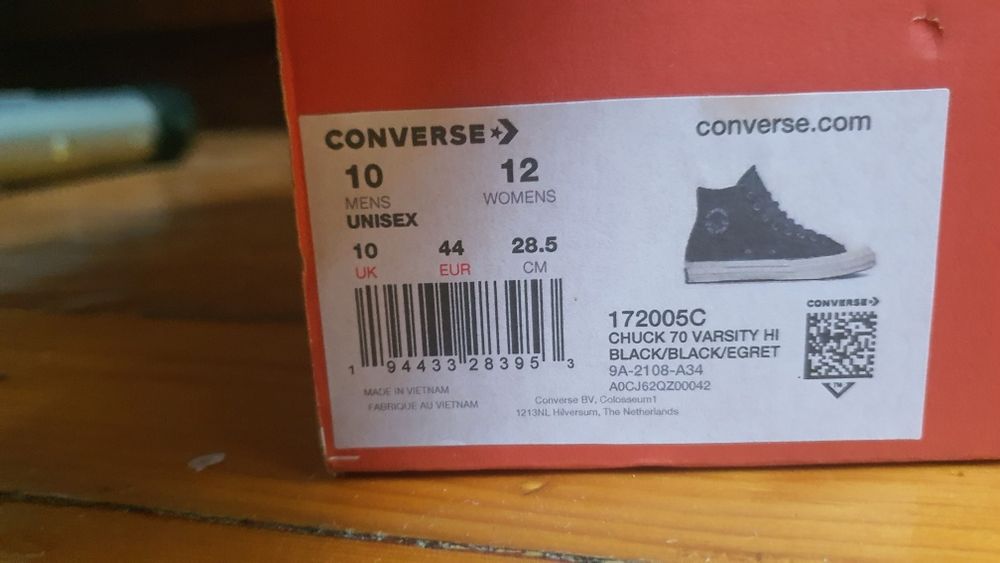 CONVERSE
converse.com
10 12
MENS WOMENS
UNISEX
10 44 28.5
UK EUR CM
1 94433 28395 3
MADE IN VIETNAM
FABRIQUÉ AU VIETNAM
172005C
CHUCK 70 VARSITY HI
BLACK/BLACK/EGRET
9A-2108-A34
A0CJ62QZ00042
Converse BV, Colosseum1
1213NL Hilversum, The Netherlands
CONVERSE
TM